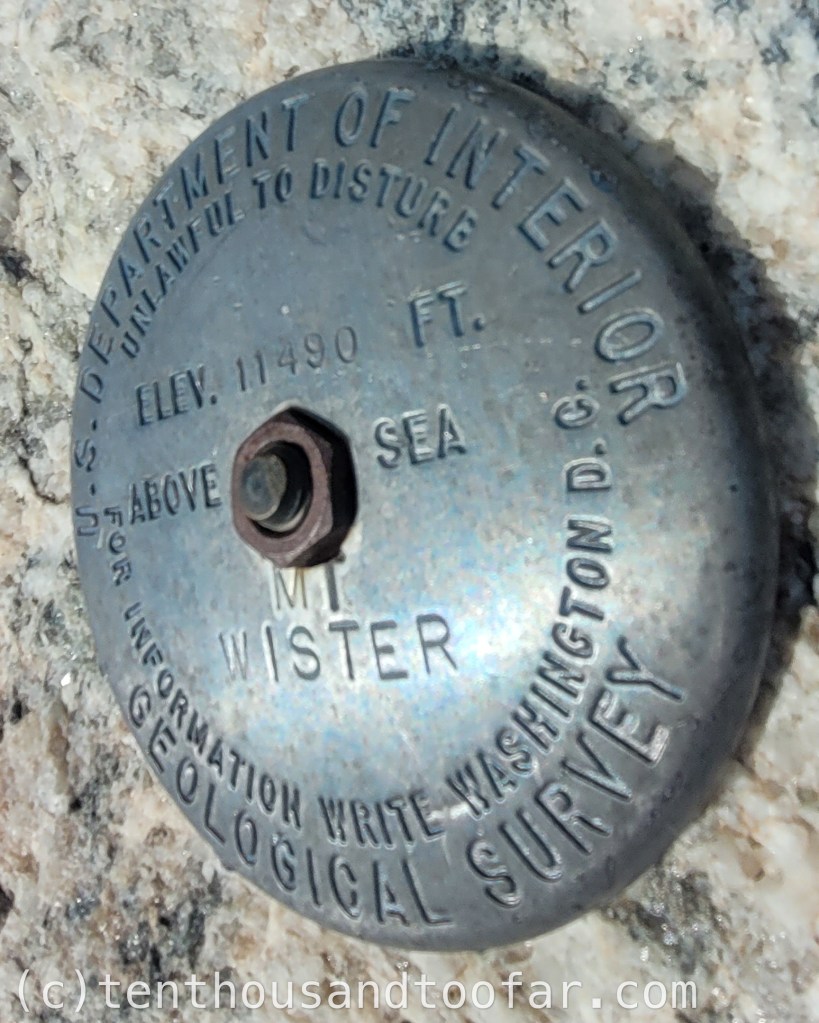 U.S. DEPARTMENT OF INTERIOR
UNLAWFUL TO DISTURB
ELEV. 11490 FT.
ABOVE SEA
MT
WISTER
FOR INFORMATION WRITE WASHINGTON D.C.
GEOLOGICAL SURVEY
(c)tenthousandtoofar.com